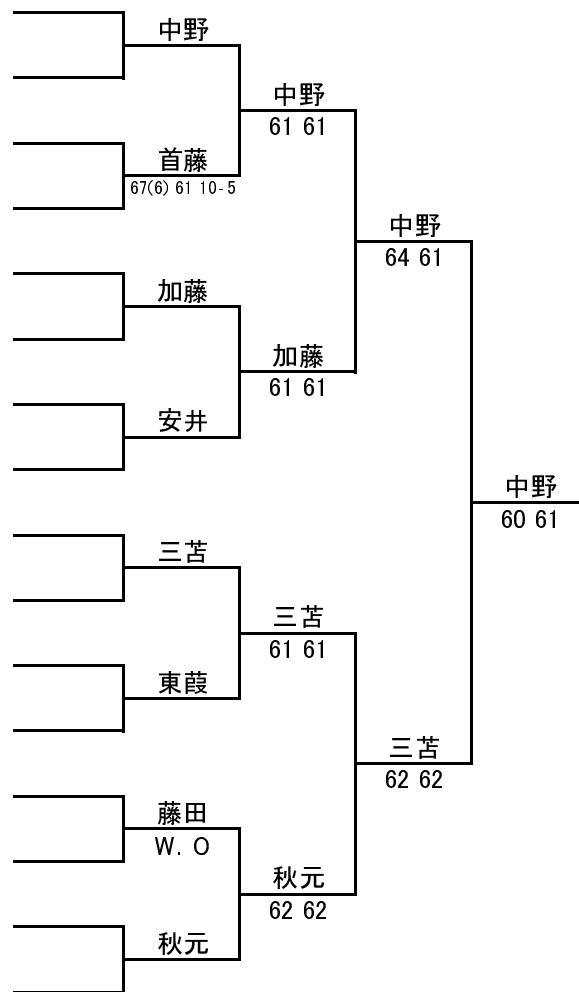 中野
中野
61 61
首藤
67(6) 61 10-5
中野
64 61
加藤
加藤
61 61
安井
中野
60 61
三苫
三苫
61 61
東葭
三苫
62 62
藤田
W. O
秋元
62 62
秋元